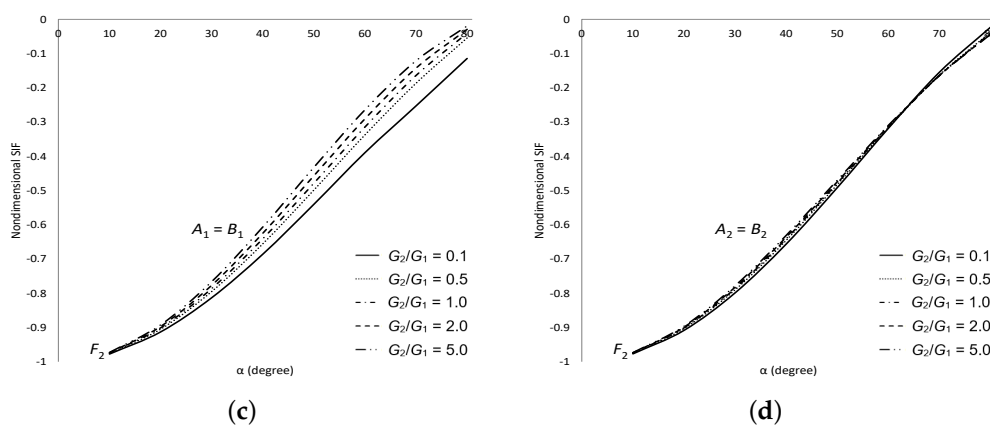 0
-0.1
-0.2
-0.3
-0.4
-0.5
-0.6
-0.7
-0.8
-0.9
-1
0 10 20 30 40 50 60 70 80
Nondimensional SIF
α (degree)
A₁ = B₁
F₂
G₂/G₁ = 0.1
G₂/G₁ = 0.5
G₂/G₁ = 1.0
G₂/G₁ = 2.0
G₂/G₁ = 5.0
(c)
0
-0.1
-0.2
-0.3
-0.4
-0.5
-0.6
-0.7
-0.8
-0.9
-1
0 10 20 30 40 50 60 70 80
Nondimensional SIF
α (degree)
A₂ = B₂
F₂
G₂/G₁ = 0.1
G₂/G₁ = 0.5
G₂/G₁ = 1.0
G₂/G₁ = 2.0
G₂/G₁ = 5.0
(d)